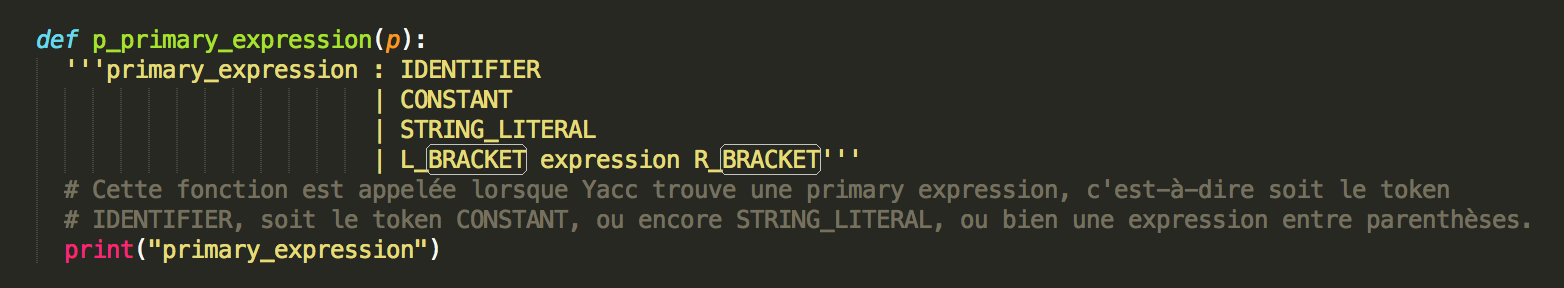 def p_primary_expression(p):
'''primary_expression : IDENTIFIER
| CONSTANT
| STRING_LITERAL
| L_BRACKET expression R_BRACKET'''
# Cette fonction est appelée lorsque Yacc trouve une primary expression, c'est-à-dire soit le token
# IDENTIFIER, soit le token CONSTANT, ou encore STRING_LITERAL, ou bien une expression entre parenthèses.
print("primary_expression")